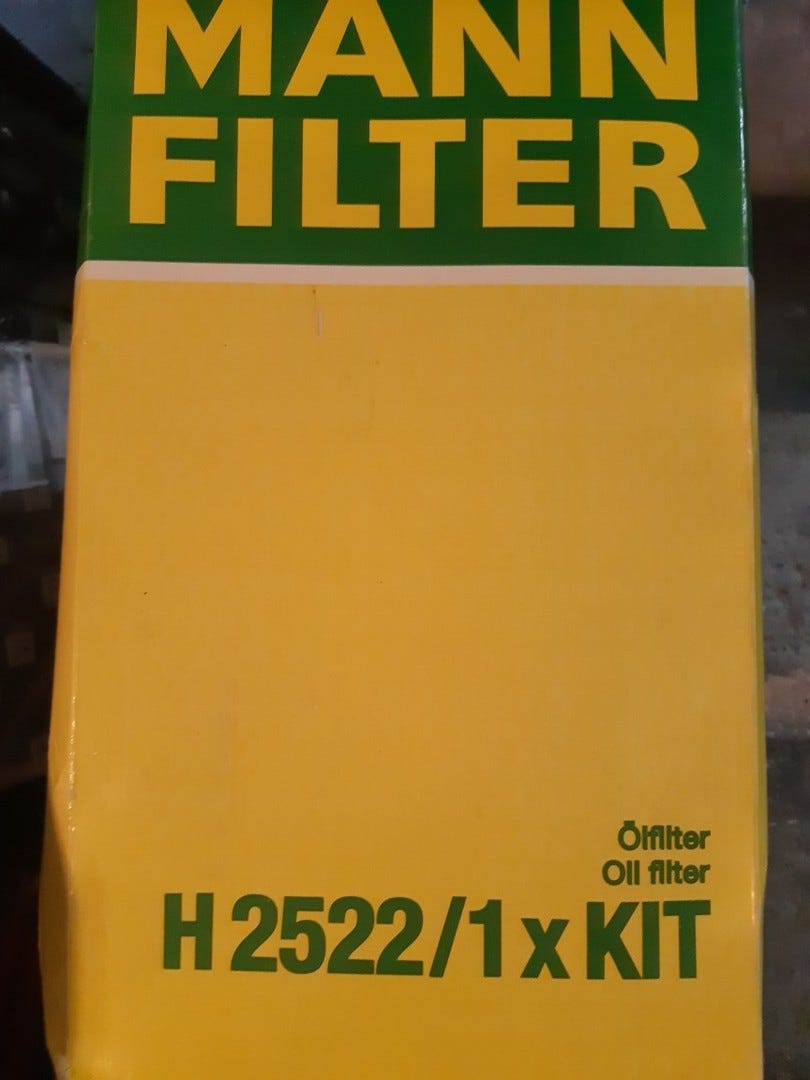 MANN
FILTER
Ölfilter
Oil filter
H 2522/1 x KIT